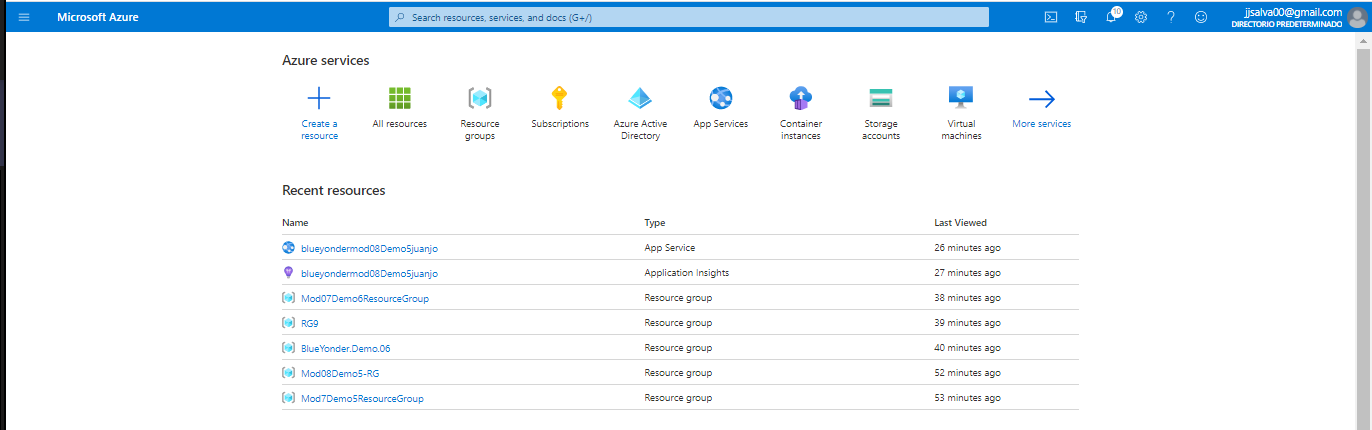 Microsoft Azure
Search resources, services, and docs (G+/)
10
jjsalva00@gmail.com
DIRECTORIO PREDETERMINADO
Azure services
Create a
resource
All resources
Resource
groups
Subscriptions
Azure Active
Directory
App Services
Container
instances
Storage
accounts
Virtual
machines
More services
Recent resources
Name Type Last Viewed
blueyondermod08Demo5juanjo App Service 26 minutes ago
blueyondermod08Demo5juanjo Application Insights 27 minutes ago
Mod07Demo6ResourceGroup Resource group 38 minutes ago
RG9 Resource group 39 minutes ago
BlueYonder.Demo.06 Resource group 40 minutes ago
Mod08Demo5-RG Resource group 52 minutes ago
Mod7Demo5ResourceGroup Resource group 53 minutes ago